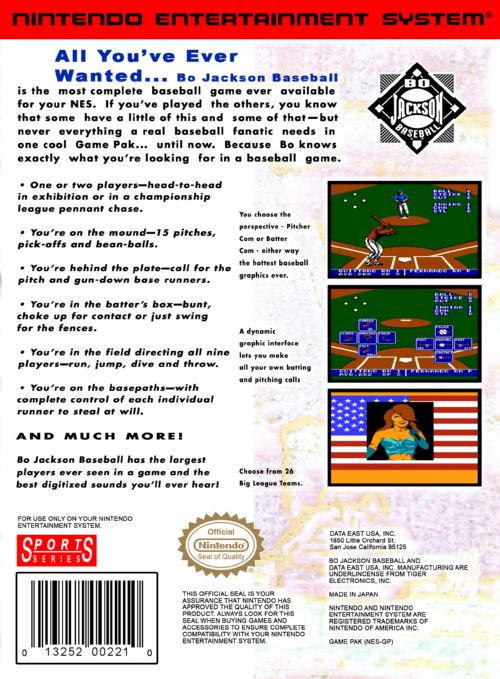 NINTENDO ENTERTAINMENT SYSTEM®
All You've Ever
Wanted... Bo Jackson Baseball
is the most complete baseball game ever available
for your NES. If you've played the others, you know
that some have a little of this and some of that—but
never everything a real baseball fanatic needs in
one cool Game Pak... until now. Because Bo knows
exactly what you're looking for in a baseball game.
BO
JACKSON
BASEBALL
• One or two players—head-to-head
in exhibition or in a championship
league pennant chase.
• You're on the mound—15 pitches,
pick-offs and bean-balls.
• You're hehind the plate—call for the
pitch and gun-down base runners.
• You're in the batter's box—bunt,
choke up for contact or just swing
for the fences.
• You're in the field directing all nine
players—run, jump, dive and throw.
• You're on the basepaths—with
complete control of each individual
runner to steal at will.
AND MUCH MORE!
Bo Jackson Baseball has the largest
players ever seen in a game and the
best digitized sounds you'll ever hear!
You choose the
perspective - Pitcher
Com or Batter
Com - either way
the hottest baseball
graphics ever.
A dynamic
graphic interface
lets you make
all your own batting
and pitching calls
Choose from 26
Big League Teams.
FOR USE ONLY ON YOUR NINTENDO
ENTERTAINMENT SYSTEM.
SPORTS
SERIES
0 13252 00221 0
Official
Nintendo
Seal of Quality
THIS OFFICIAL SEAL IS YOUR
ASSURANCE THAT NINTENDO HAS
APPROVED THE QUALITY OF THIS
PRODUCT. ALWAYS LOOK FOR THIS
SEAL WHEN BUYING GAMES AND
ACCESSORIES TO ENSURE COMPLETE
COMPATIBILITY WITH YOUR NINTENDO
ENTERTAINMENT SYSTEM.
DATA EAST USA, INC.
1850 Little Orchard St.
San Jose California 95125
BO JACKSON BASEBALL AND
DATA EAST USA, INC. MANUFACTURING ARE
UNDERLINCENSE FROM TIGER
ELECTRONICS, INC.
MADE IN JAPAN
NINTENDO AND NINTENDO
ENTERTAINMENT SYSTEM ARE
REGISTERED TRADEMARKS OF
NINTENDO OF AMERICA INC.
GAME PAK (NES-GP)